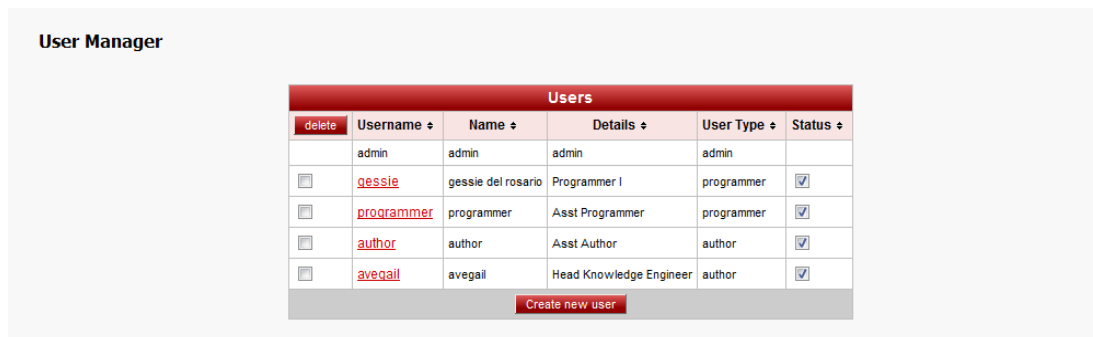 User Manager
Users
delete Username Name Details User Type Status
admin admin admin admin
gessie gessie del rosario Programmer I programmer
programmer programmer Asst Programmer programmer
author author Asst Author author
avegail avegail Head Knowledge Engineer author
Create new user